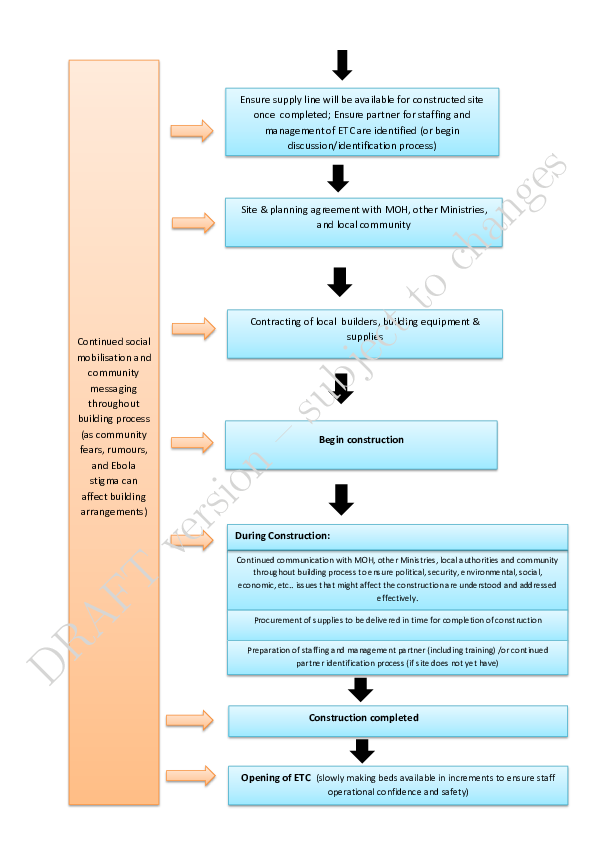 Ensure supply line will be available for constructed site
once completed; Ensure partner for staffing and
management of ETC are identified (or begin
discussion/identification process)
Site & planning agreement with MOH, other Ministries,
and local community
Contracting of local builders, building equipment &
supplies
Continued social
mobilisation and
community
messaging
throughout
building process
(as community
fears, rumours,
and Ebola
stigma can
affect building
arrangements)
Begin construction
During Construction:
Continued communication with MOH, other Ministries, local authorities and community
throughout building process to ensure political, security, environmental, social,
economic, etc.. issues that might affect the construction are understood and addressed
effectively.
Procurement of supplies to be delivered in time for completion of construction
Preparation of staffing and management partner (including training) /or continued
partner identification process (if site does not yet have)
Construction completed
Opening of ETC (slowly making beds available in increments to ensure staff
operational confidence and safety)
DRAFT version – subject to changes